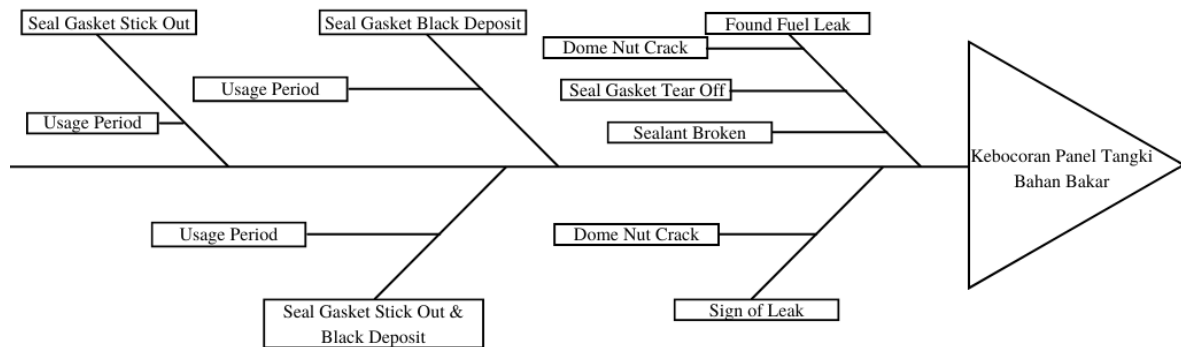 Seal Gasket Stick Out
Seal Gasket Black Deposit
Found Fuel Leak
Dome Nut Crack
Usage Period
Seal Gasket Tear Off
Usage Period
Sealant Broken
Kebocoran Panel Tangki
Bahan Bakar
Usage Period
Dome Nut Crack
Seal Gasket Stick Out &
Black Deposit
Sign of Leak